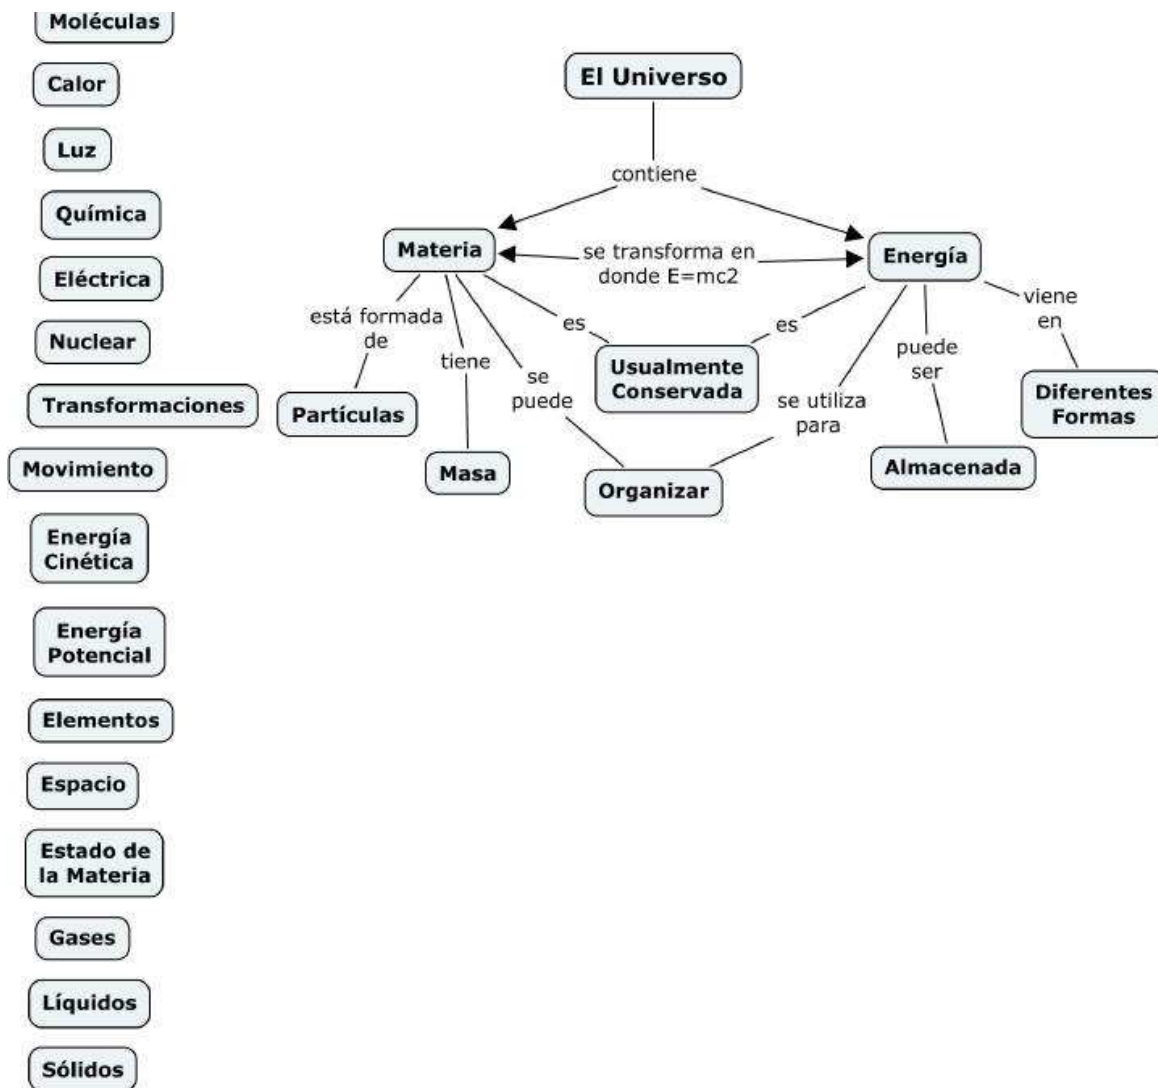 Moléculas
Calor
Luz
Química
Eléctrica
Nuclear
Transformaciones
Movimiento
Energía
Cinética
Energía
Potencial
Elementos
Espacio
Estado de
la Materia
Gases
Líquidos
Sólidos
El Universo
contiene
Materia
se transforma en
donde E=mc2
Energía
está formada
de
tiene
se
puede
es
es
se utiliza
para
puede
ser
viene
en
Partículas
Masa
Organizar
Usualmente
Conservada
Almacenada
Diferentes
Formas